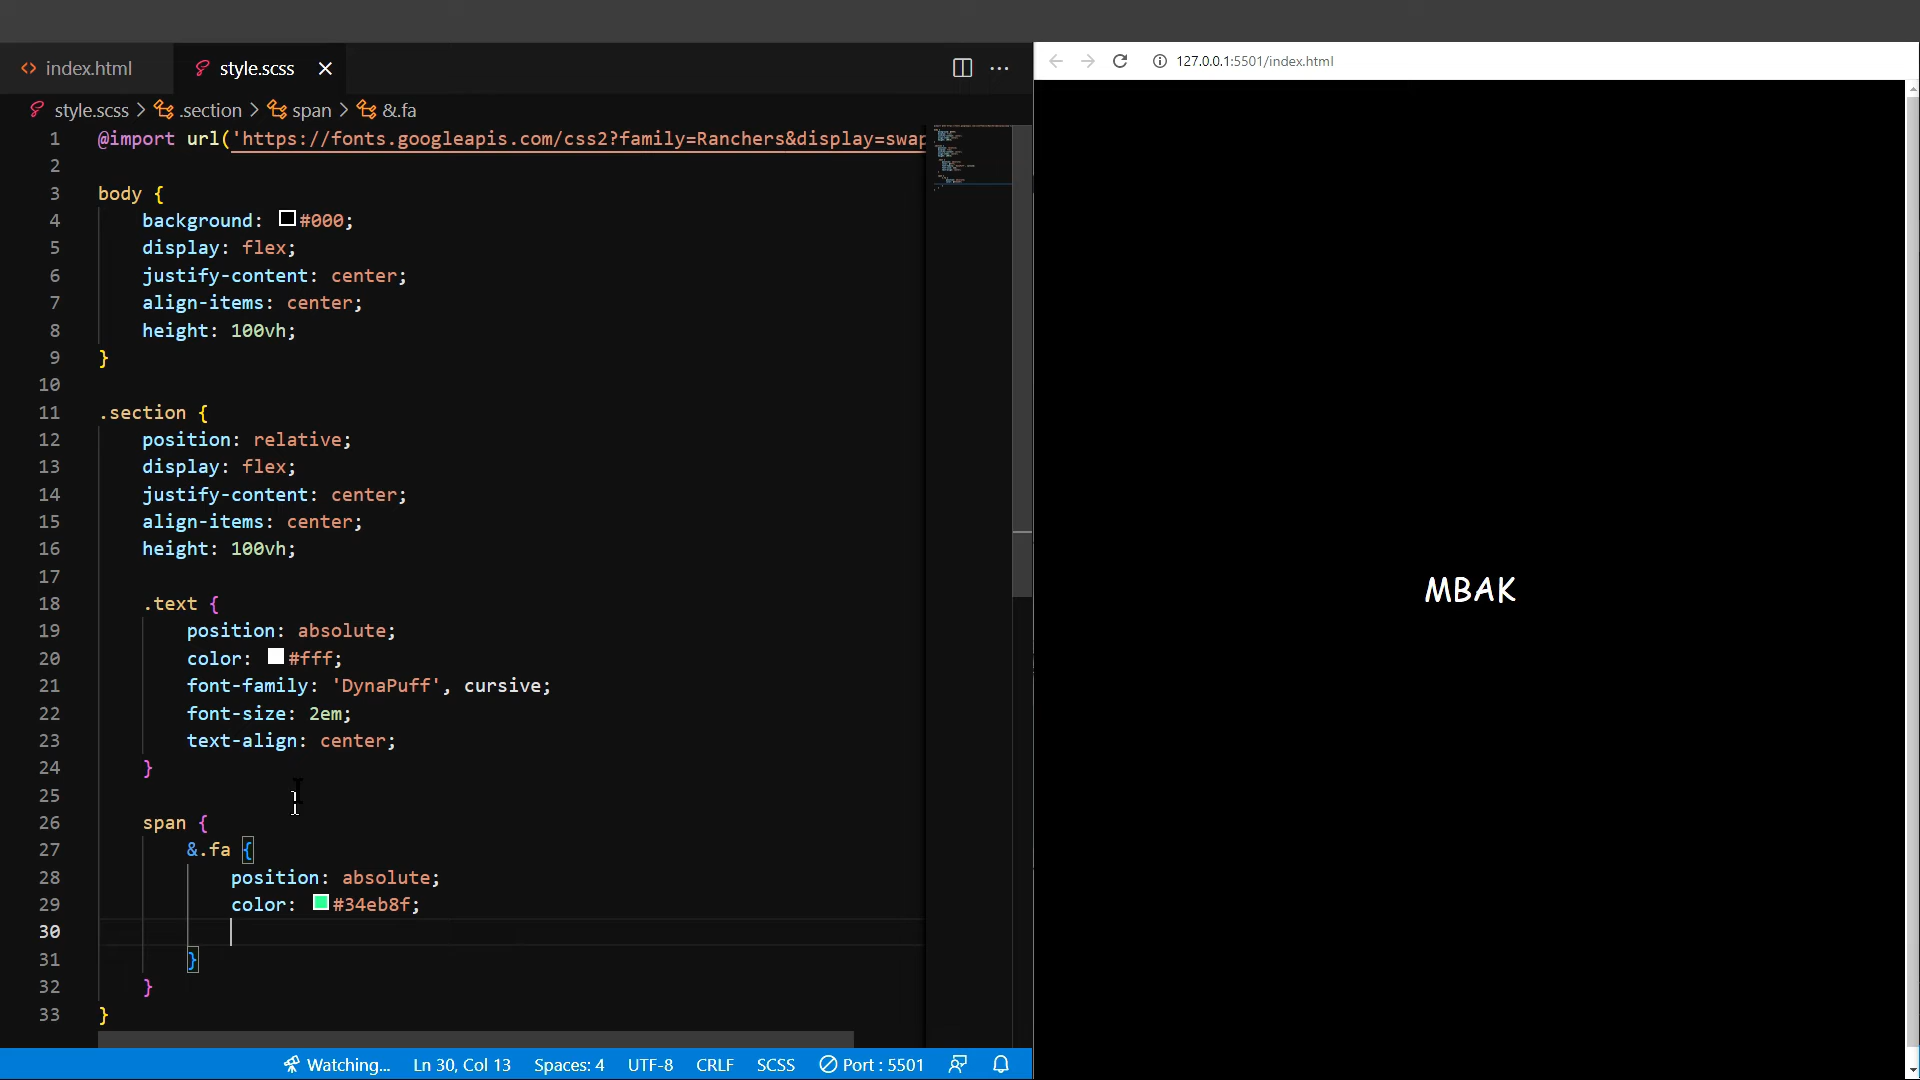 index.html
style.scss
127.0.0.1:5501/index.html
style.scss > .section > span > &.fa
1 @import url('https://fonts.googleapis.com/css2?family=Ranchers&display=swap
2
3 body {
4 background: #000;
5 display: flex;
6 justify-content: center;
7 align-items: center;
8 height: 100vh;
9 }
10
11 .section {
12 position: relative;
13 display: flex;
14 justify-content: center;
15 align-items: center;
16 height: 100vh;
17
18 .text {
19 position: absolute;
20 color: #fff;
21 font-family: 'DynaPuff', cursive;
22 font-size: 2em;
23 text-align: center;
24 }
25
26 span {
27 &.fa {
28 position: absolute;
29 color: #34eb8f;
30
31 }
32 }
33 }
MBAK
Watching... Ln 30, Col 13 Spaces: 4 UTF-8 CRLF SCSS Port : 5501